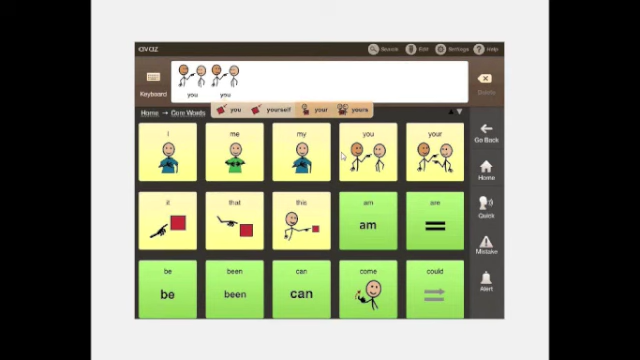 avaz Search Edit Settings Help
Keyboard you you Delete
you yourself your yours
Home → Core Words
I me my you your
Go Back
Home
it that this am are
am =
Quick
Mistake
be been can come could
be been can
Alert